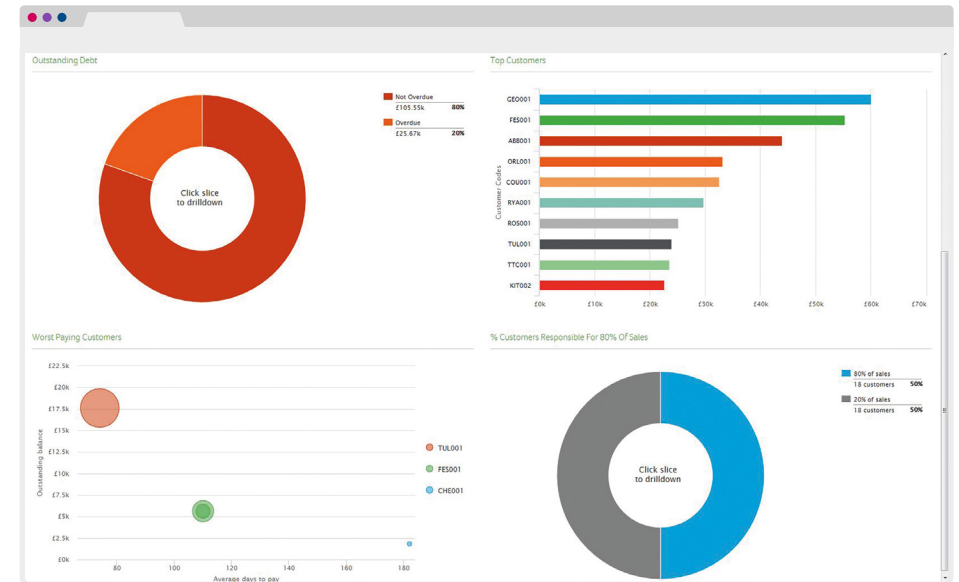 Outstanding Debt
Not Overdue
£105.55k 80%
Overdue
£25.67k 20%
Click slice
to drilldown
Top Customers
Customer Codes
GEO001
FES001
ABB001
ORL001
COU001
RYA001
ROS001
TUL001
TTC001
KIT002
£0k £10k £20k £30k £40k £50k £60k £70k
Worst Paying Customers
Outstanding balance
£22.5k
£20k
£17.5k
£15k
£12.5k
£10k
£7.5k
£5k
£2.5k
£0k
80 100 120 140 160 180
Average days to pay
TUL001
FES001
CHE001
% Customers Responsible For 80% Of Sales
80% of sales
18 customers 50%
20% of sales
18 customers 50%
Click slice
to drilldown